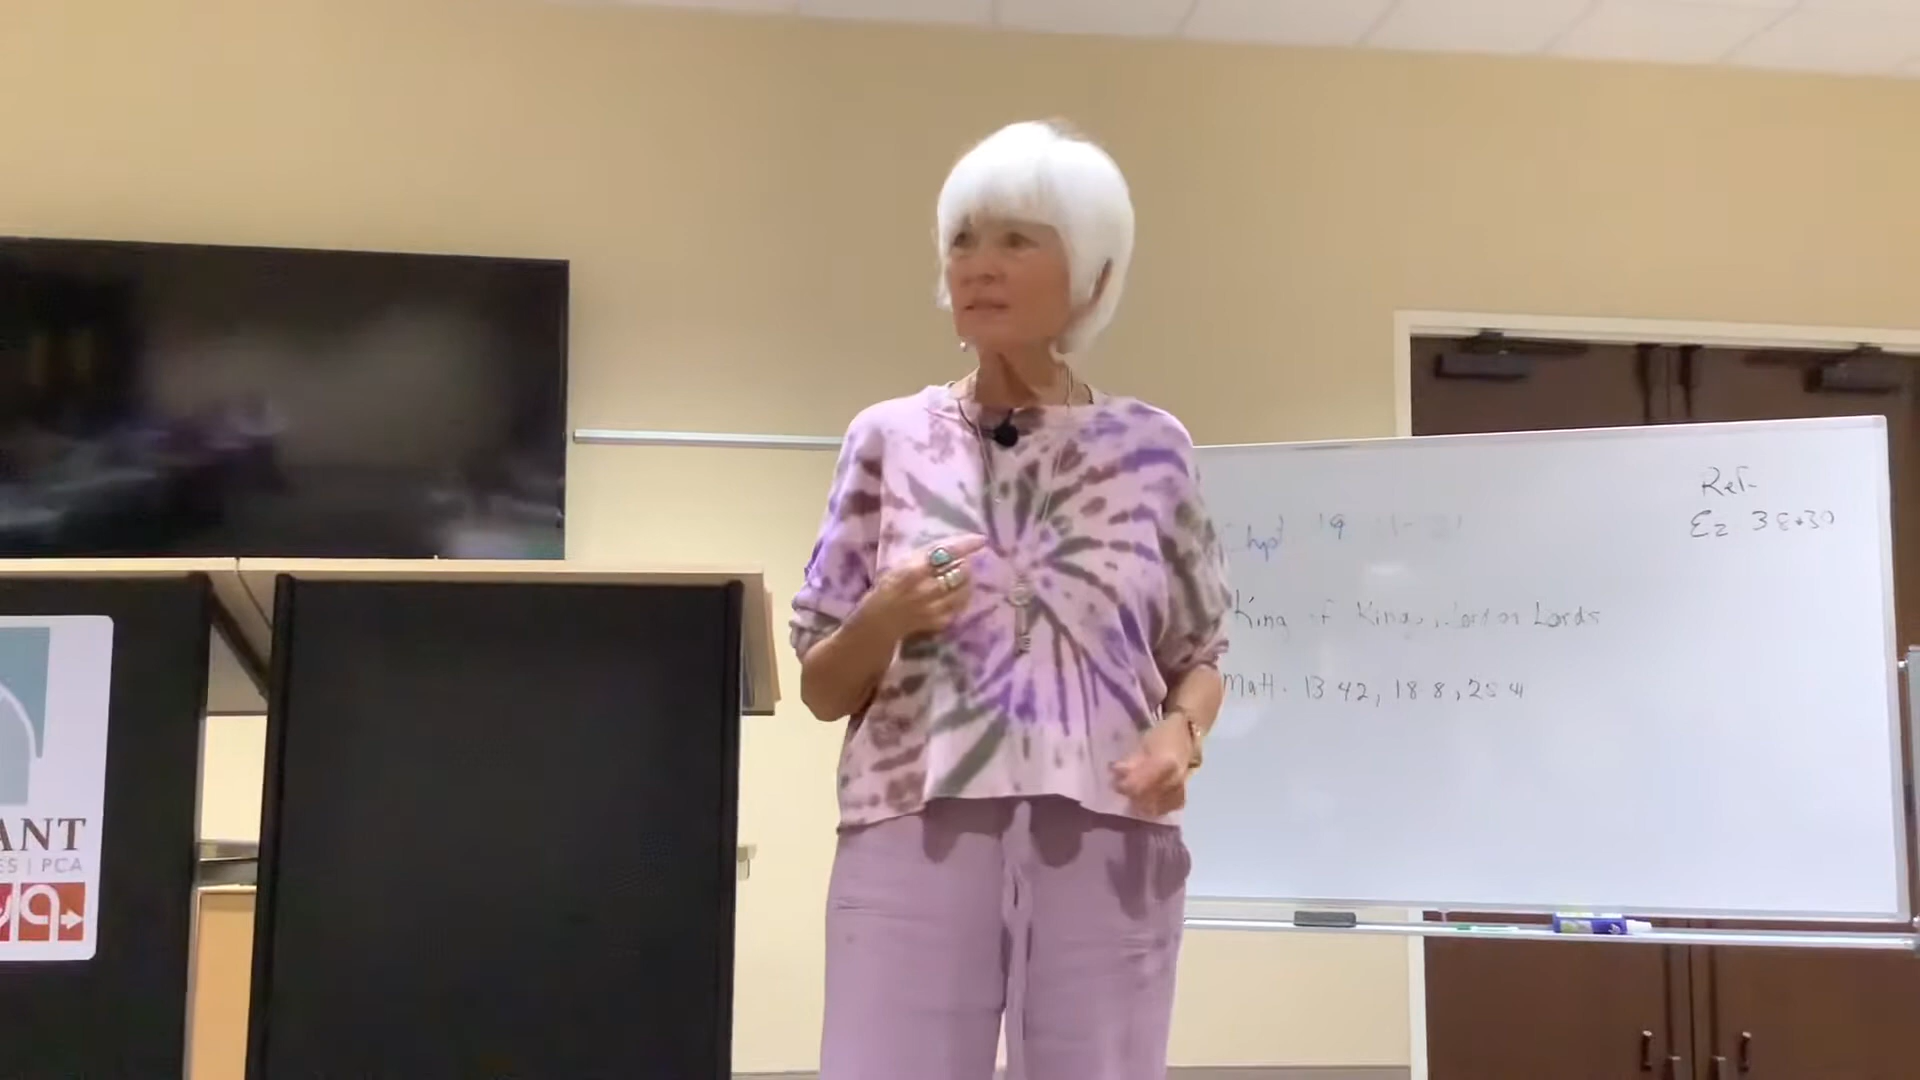 ANT
ES | PCA
Ref-
Ez 38+39
Chpt 19
King of Kings, Lord of Lords
Matt. 13 42, 18 8, 25 41